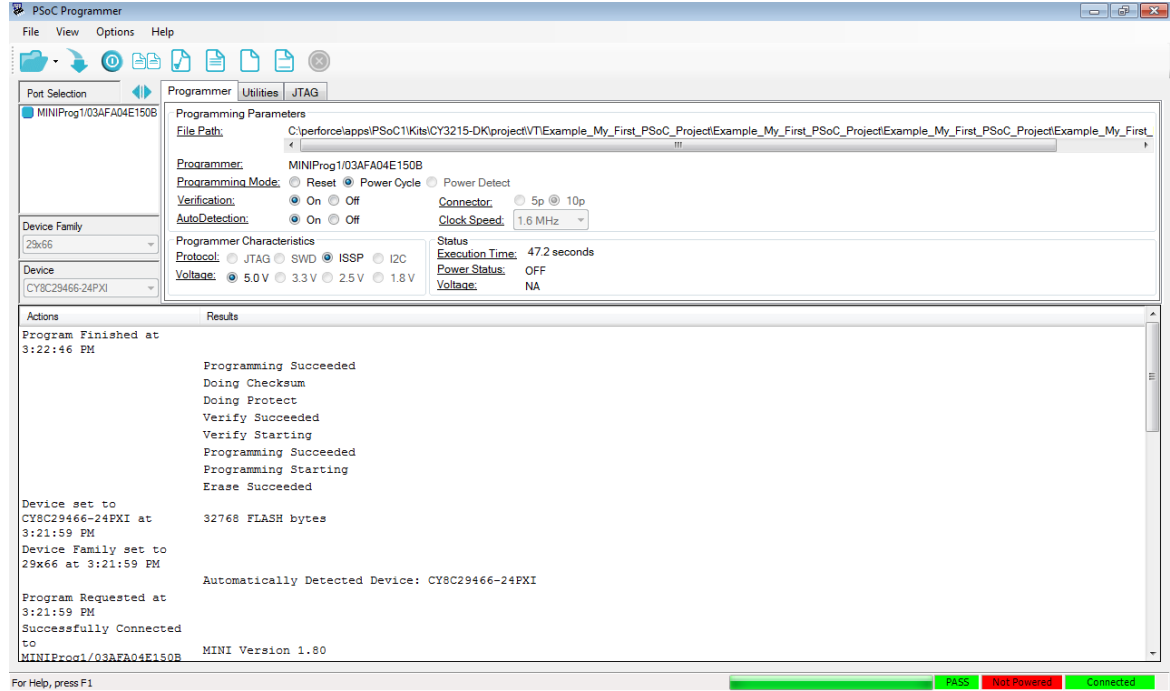 PSoC Programmer
File View Options Help
Port Selection
Programmer Utilities JTAG
MINIProg1/03AFA04E150B
Programming Parameters
File Path: C:\perforce\apps\PSoC1\Kits\CY3215-DK\project\VT\Example_My_First_PSoC_Project\Example_My_First_PSoC_Project\Example_My_First_PSoC_Project\Example_My_First_
Programmer: MINIProg1/03AFA04E150B
Programming Mode: Reset Power Cycle Power Detect
Verification: On Off Connector: 5p 10p
AutoDetection: On Off Clock Speed: 1.6 MHz
Device Family
29x66
Device
CY8C29466-24PXI
Programmer Characteristics
Protocol: JTAG SWD ISSP I2C
Voltage: 5.0 V 3.3 V 2.5 V 1.8 V
Status
Execution Time: 47.2 seconds
Power Status: OFF
Voltage: NA
Actions Results
Program Finished at
3:22:46 PM
Programming Succeeded
Doing Checksum
Doing Protect
Verify Succeeded
Verify Starting
Programming Succeeded
Programming Starting
Erase Succeeded
Device set to
CY8C29466-24PXI at 32768 FLASH bytes
3:21:59 PM
Device Family set to
29x66 at 3:21:59 PM
Automatically Detected Device: CY8C29466-24PXI
Program Requested at
3:21:59 PM
Successfully Connected
to
MINIProg1/03AFA04E150B MINI Version 1.80
For Help, press F1 PASS Not Powered Connected